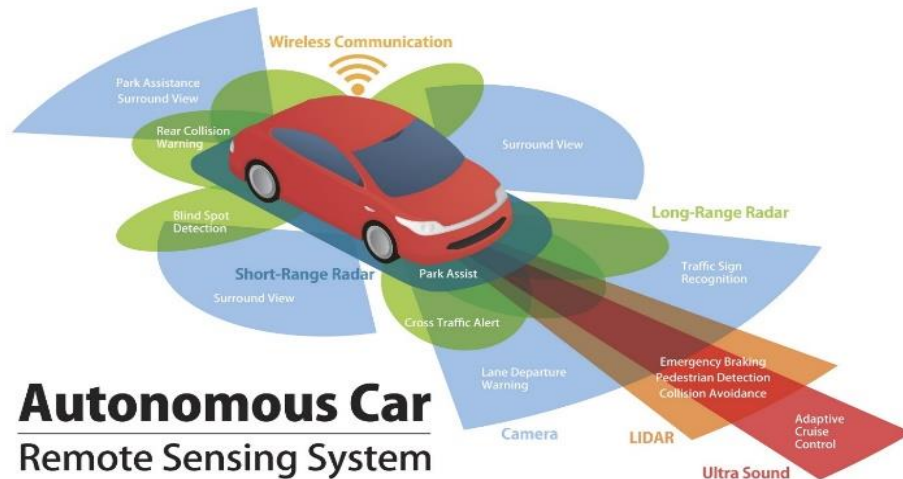 Wireless Communication
Park Assistance
Surround View
Rear Collision
Warning
Surround View
Blind Spot
Detection
Long-Range Radar
Short-Range Radar
Park Assist
Traffic Sign
Recognition
Surround View
Cross Traffic Alert
Emergency Braking
Pedestrian Detection
Collision Avoidance
Lane Departure
Warning
Adaptive
Cruise
Control
Camera
LIDAR
Ultra Sound
Autonomous Car
Remote Sensing System